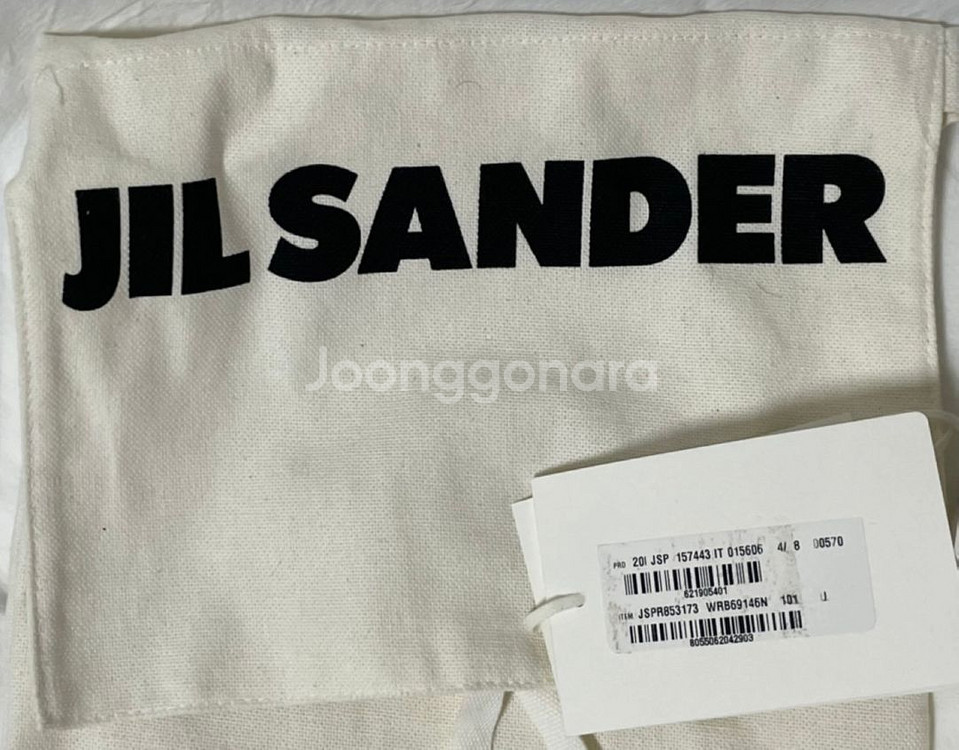 JIL SANDER
Joonggonara
PRO 20I JSP 157443 IT 015606 4/ 8 00570
621905401
ITEM JSPR853173 WRB69146N 101 U
8055062042903